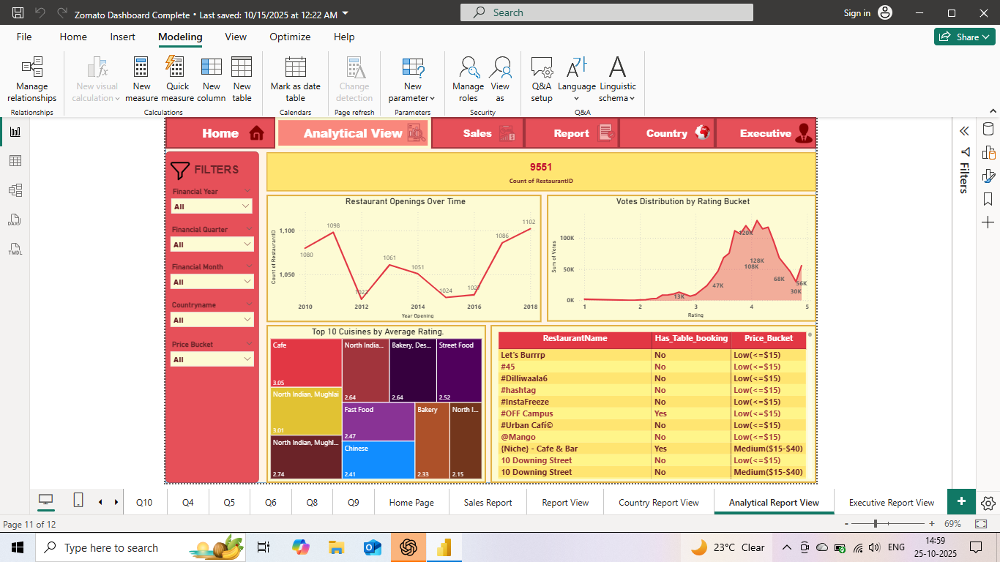 Zomato Dashboard Complete • Last saved: 10/15/2025 at 12:22 AM
Search
Sign in
File Home Insert Modeling View Optimize Help
Share
Manage relationships
New visual calculation
New measure
Quick measure
New column
New table
Mark as date table
Change detection
New parameter
Manage roles
View as
Q&A setup
Language
Linguistic schema
Relationships
Calculations
Calendars
Page refresh
Parameters
Security
Q&A
DAX
TMDL
Home
Analytical View
Sales
Report
Country
Executive
Filters
FILTERS
Financial Year
All
Financial Quarter
All
Financial Month
All
Countryname
All
Price Bucket
All
9551
Count of RestaurantID
Restaurant Openings Over Time
Count of RestaurantID
1,100
1,050
1080
1098
1022
1061
1051
1024
1086
1102
2010 2012 2014 2016 2018
Year Opening
Votes Distribution by Rating Bucket
Sum of Votes
100K
50K
0K
13K
47K
120K
108K
128K
68K
30K
56K
1 2 3 4 5
Rating
Top 10 Cuisines by Average Rating.
Cafe
3.05
North Indian, Mughlai
3.01
North Indian, Mughl...
2.74
North India...
2.64
Bakery, Des...
2.64
Street Food
2.52
Fast Food
2.47
Chinese
2.41
Bakery
2.33
North I...
2.15
RestaurantName Has_Table_booking Price_Bucket
Let's Burrrp No Low(<=$15)
#45 No Low(<=$15)
#Dilliwaala6 No Low(<=$15)
#hashtag No Low(<=$15)
#InstaFreeze No Low(<=$15)
#OFF Campus Yes Low(<=$15)
#Urban Café© No Low(<=$15)
@Mango No Low(<=$15)
{Niche} - Cafe & Bar Yes Medium($15-$40)
10 Downing Street No Low(<=$15)
10 Downing Street No Medium($15-$40)
Q10 Q4 Q5 Q6 Q8 Q9 Home Page Sales Report Report View Country Report View Analytical Report View Executive Report View
Page 11 of 12
69%
Type here to search
23°C Clear
ENG
14:59
25-10-2025